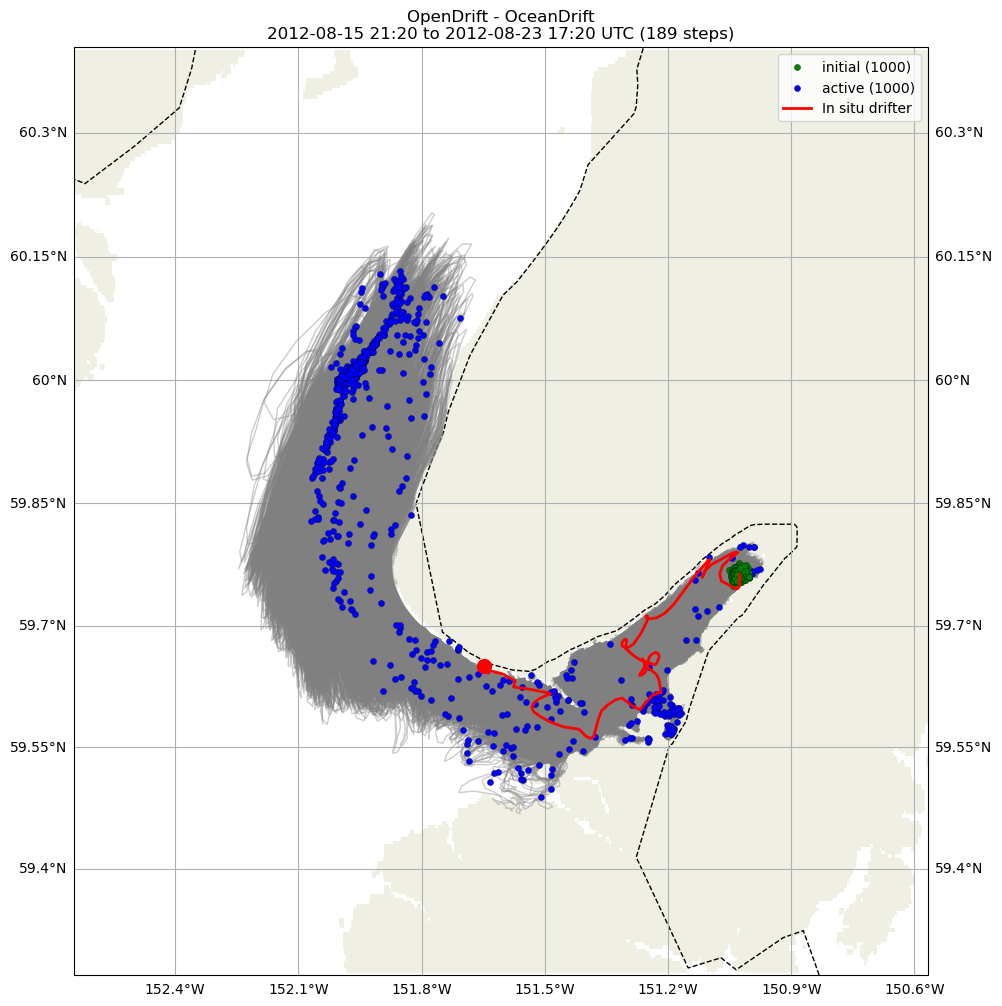 OpenDrift - OceanDrift
2012-08-15 21:20 to 2012-08-23 17:20 UTC (189 steps)
initial (1000)
active (1000)
In situ drifter
60.3°N
60.3°N
60.15°N
60.15°N
60°N
60°N
59.85°N
59.85°N
59.7°N
59.7°N
59.55°N
59.55°N
59.4°N
59.4°N
152.4°W
152.1°W
151.8°W
151.5°W
151.2°W
150.9°W
150.6°W